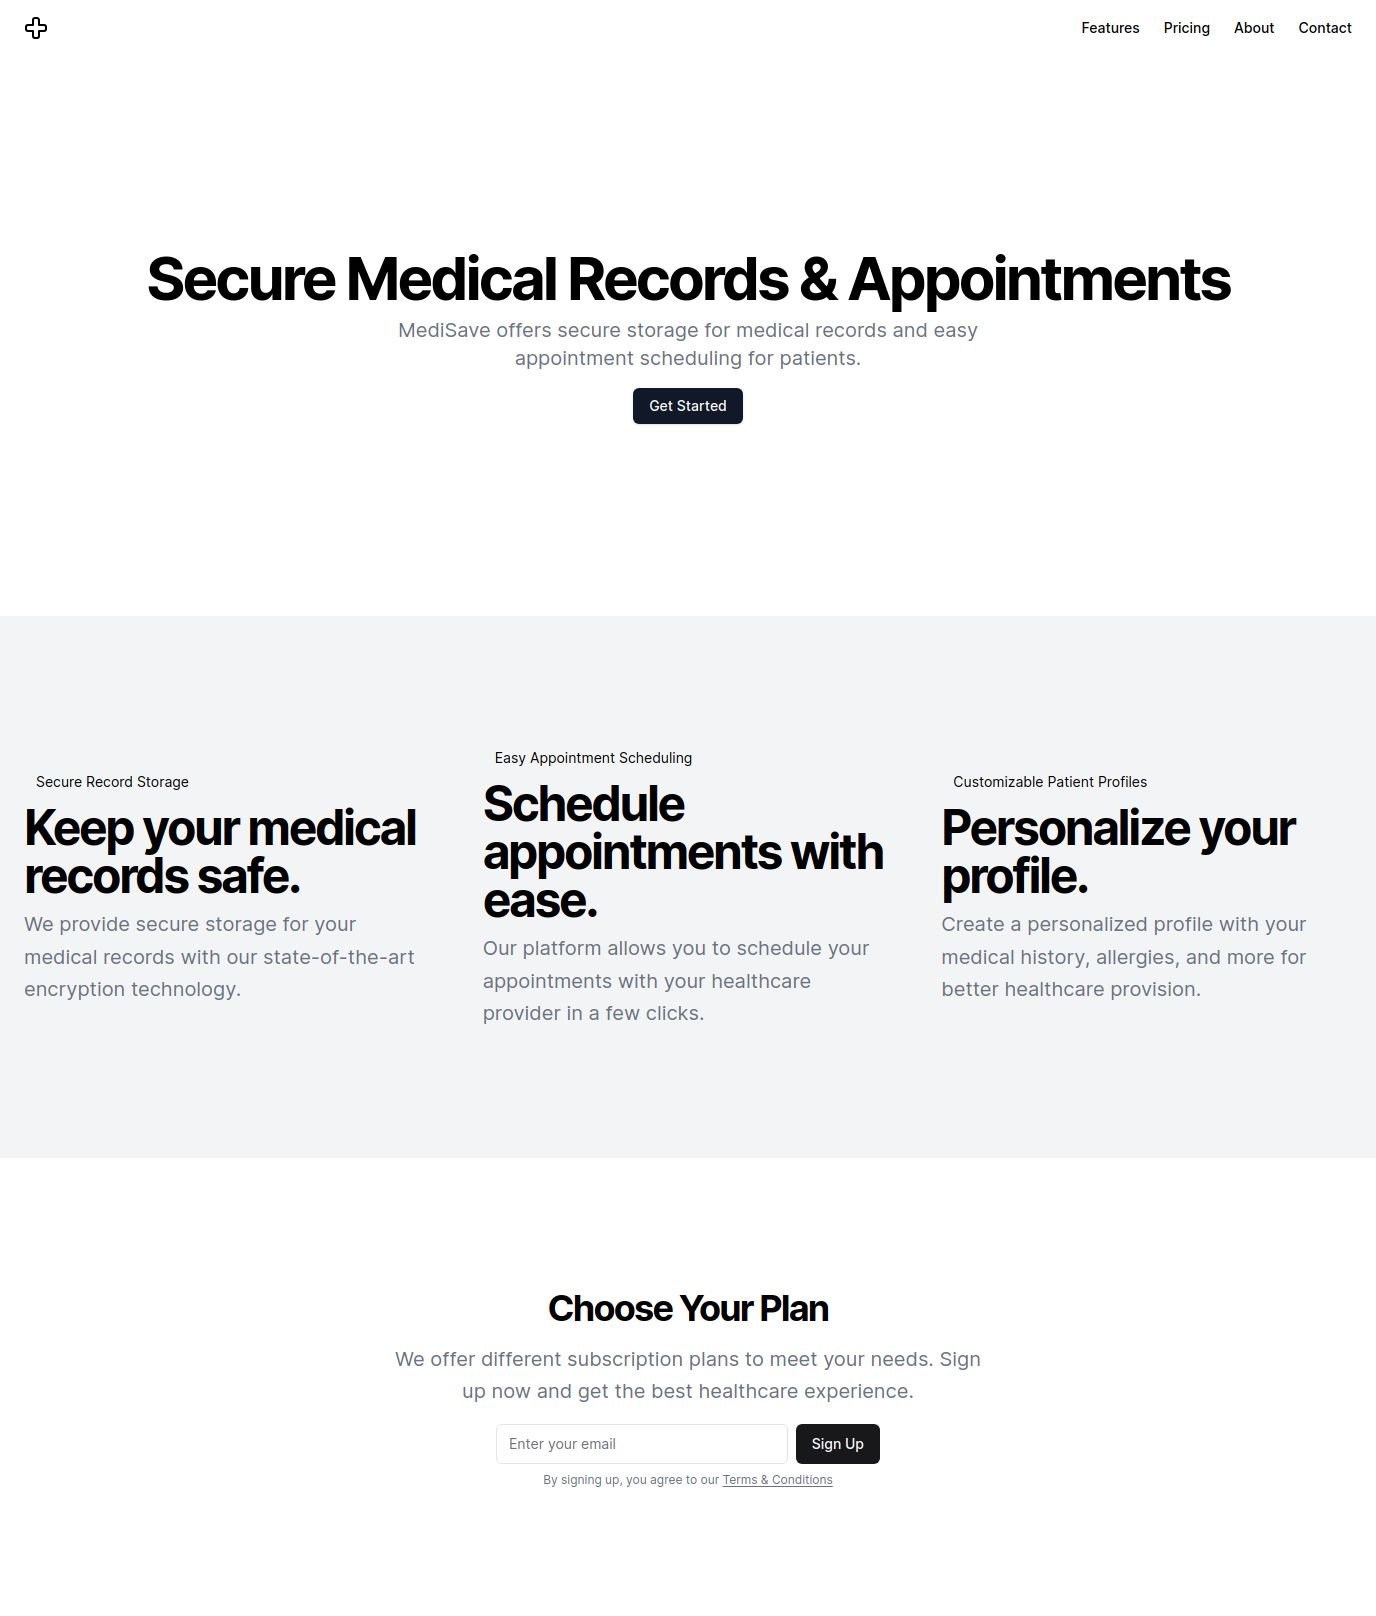 Features
Pricing
About
Contact
Secure Medical Records & Appointments
MediSave offers secure storage for medical records and easy
appointment scheduling for patients.
Get Started
Secure Record Storage
Keep your medical
records safe.
We provide secure storage for your
medical records with our state-of-the-art
encryption technology.
Easy Appointment Scheduling
Schedule
appointments with
ease.
Our platform allows you to schedule your
appointments with your healthcare
provider in a few clicks.
Customizable Patient Profiles
Personalize your
profile.
Create a personalized profile with your
medical history, allergies, and more for
better healthcare provision.
Choose Your Plan
We offer different subscription plans to meet your needs. Sign
up now and get the best healthcare experience.
Enter your email
Sign Up
By signing up, you agree to our Terms & Conditions